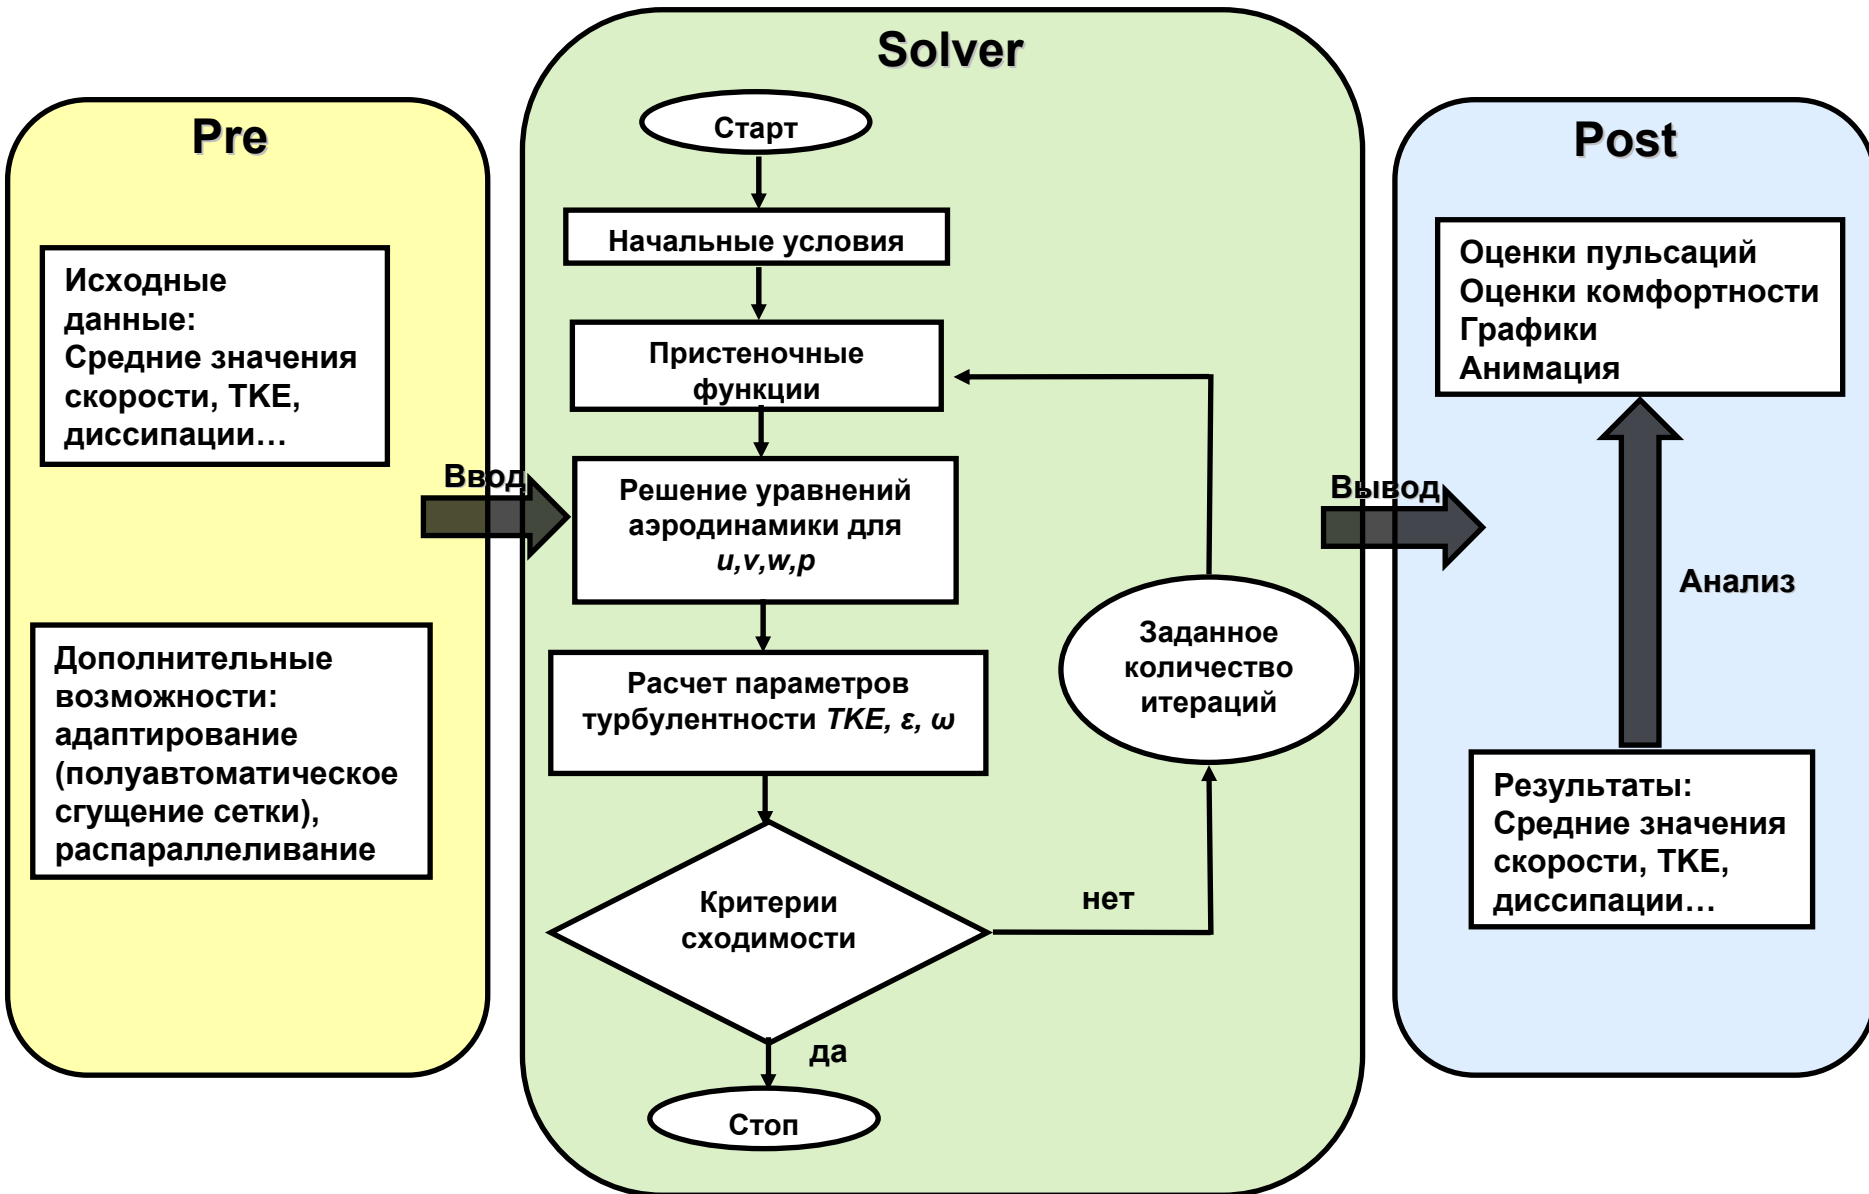 Pre
Исходные
данные:
Средние значения
скорости, TKE,
диссипации...
Дополнительные
возможности:
адаптирование
(полуавтоматическое
сгущение сетки),
распараллеливание
Ввод
Solver
Старт
Начальные условия
Пристеночные
функции
Решение уравнений
аэродинамики для
u,v,w,p
Расчет параметров
турбулентности TKE, ε, ω
Критерии
сходимости
нет
да
Стоп
Заданное
количество
итераций
Вывод
Post
Оценки пульсаций
Оценки комфортности
Графики
Анимация
Анализ
Результаты:
Средние значения
скорости, TKE,
диссипации...